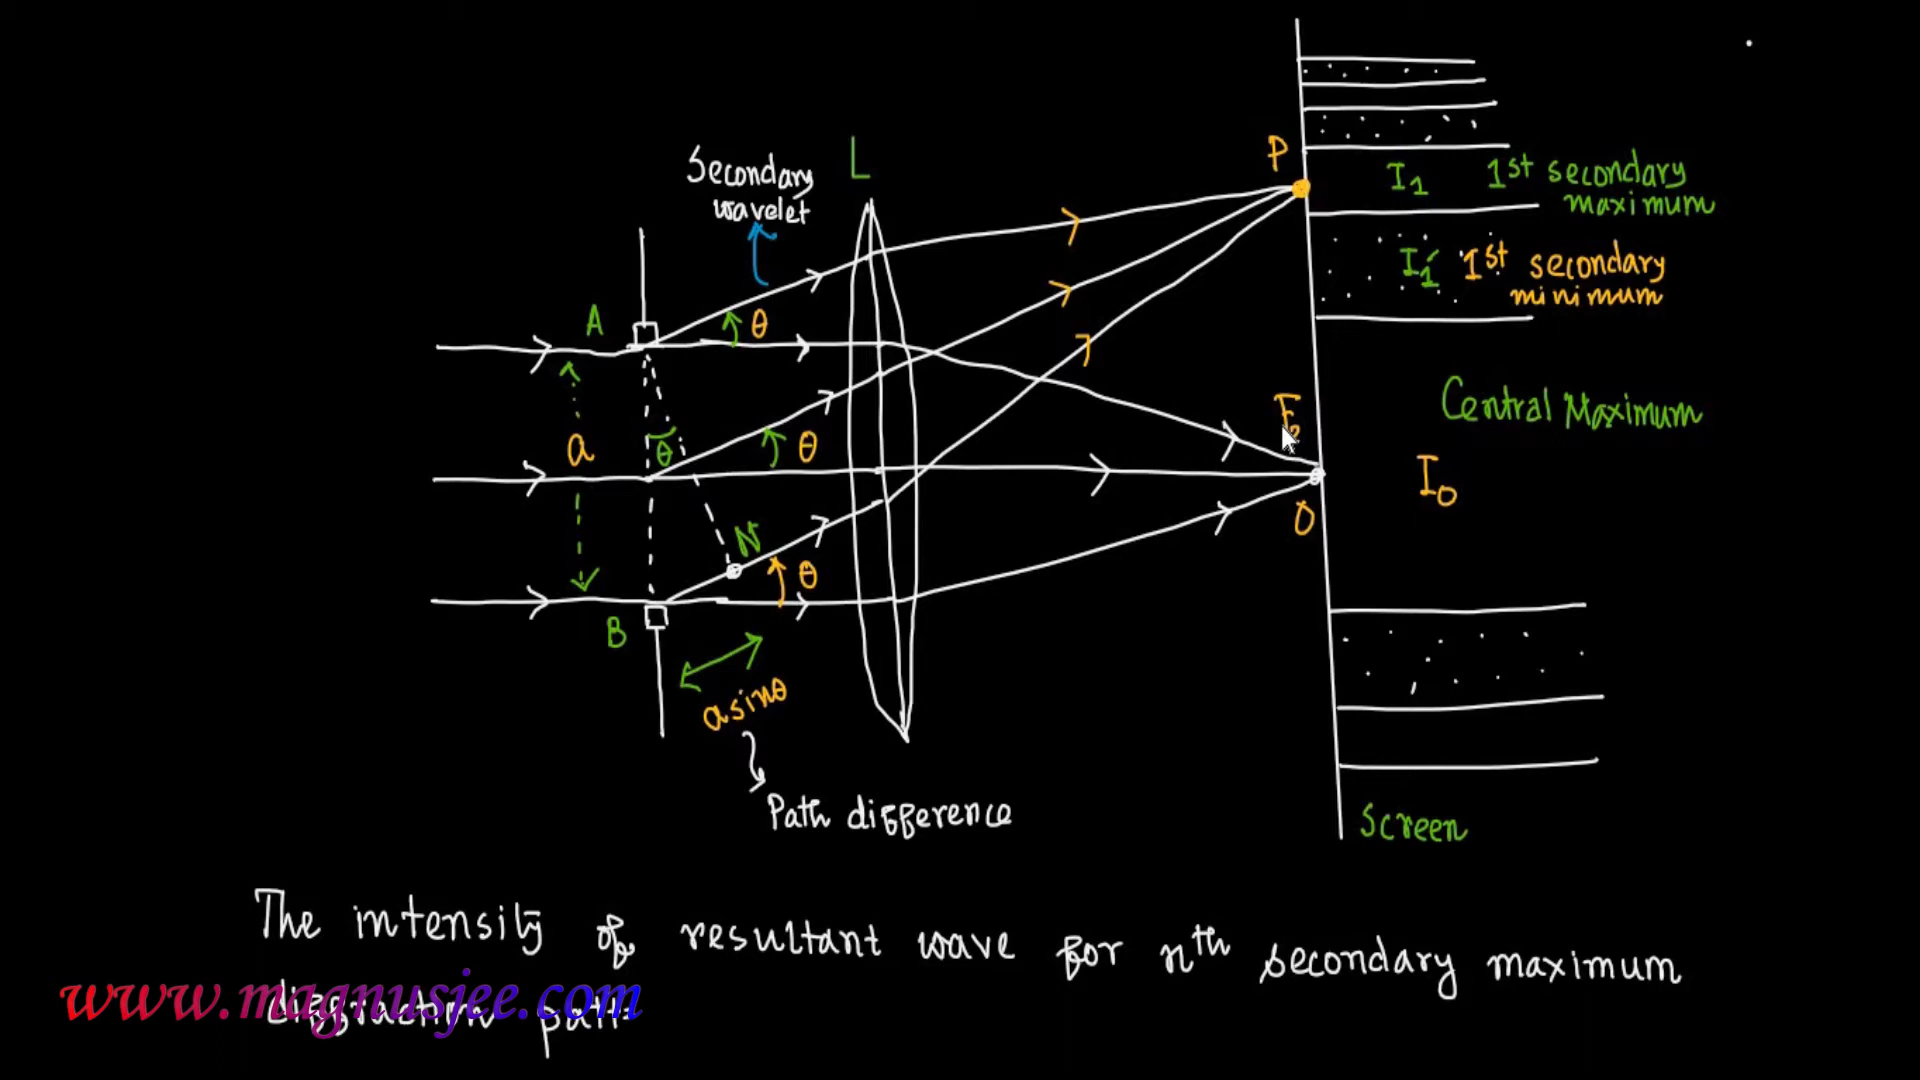 Secondary
wavelet
L
P
I1 1st secondary
maximum
I1' 1st secondary
minimum
A
θ
a
θ
θ
Central Maximum
I0
O
N
θ
B
asinθ
Path difference
Screen
The intensity of resultant wave for nth secondary maximum
www.magnusjee.com